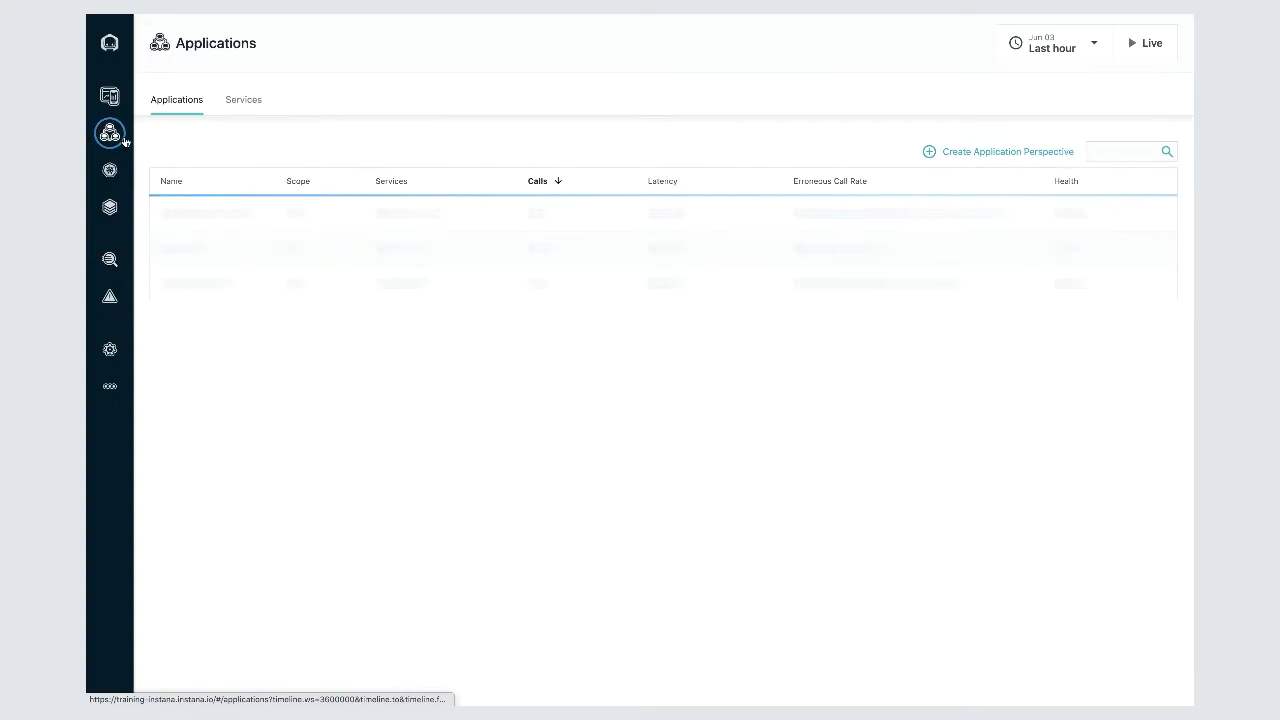 Applications
Jun 03
Last hour
Live
Applications Services
Create Application Perspective
Name Scope Services Calls Latency Erroneous Call Rate Health
https://training-instana.instana.io/#/applications?timeline.ws=3600000&timeline.to&timeline.f...